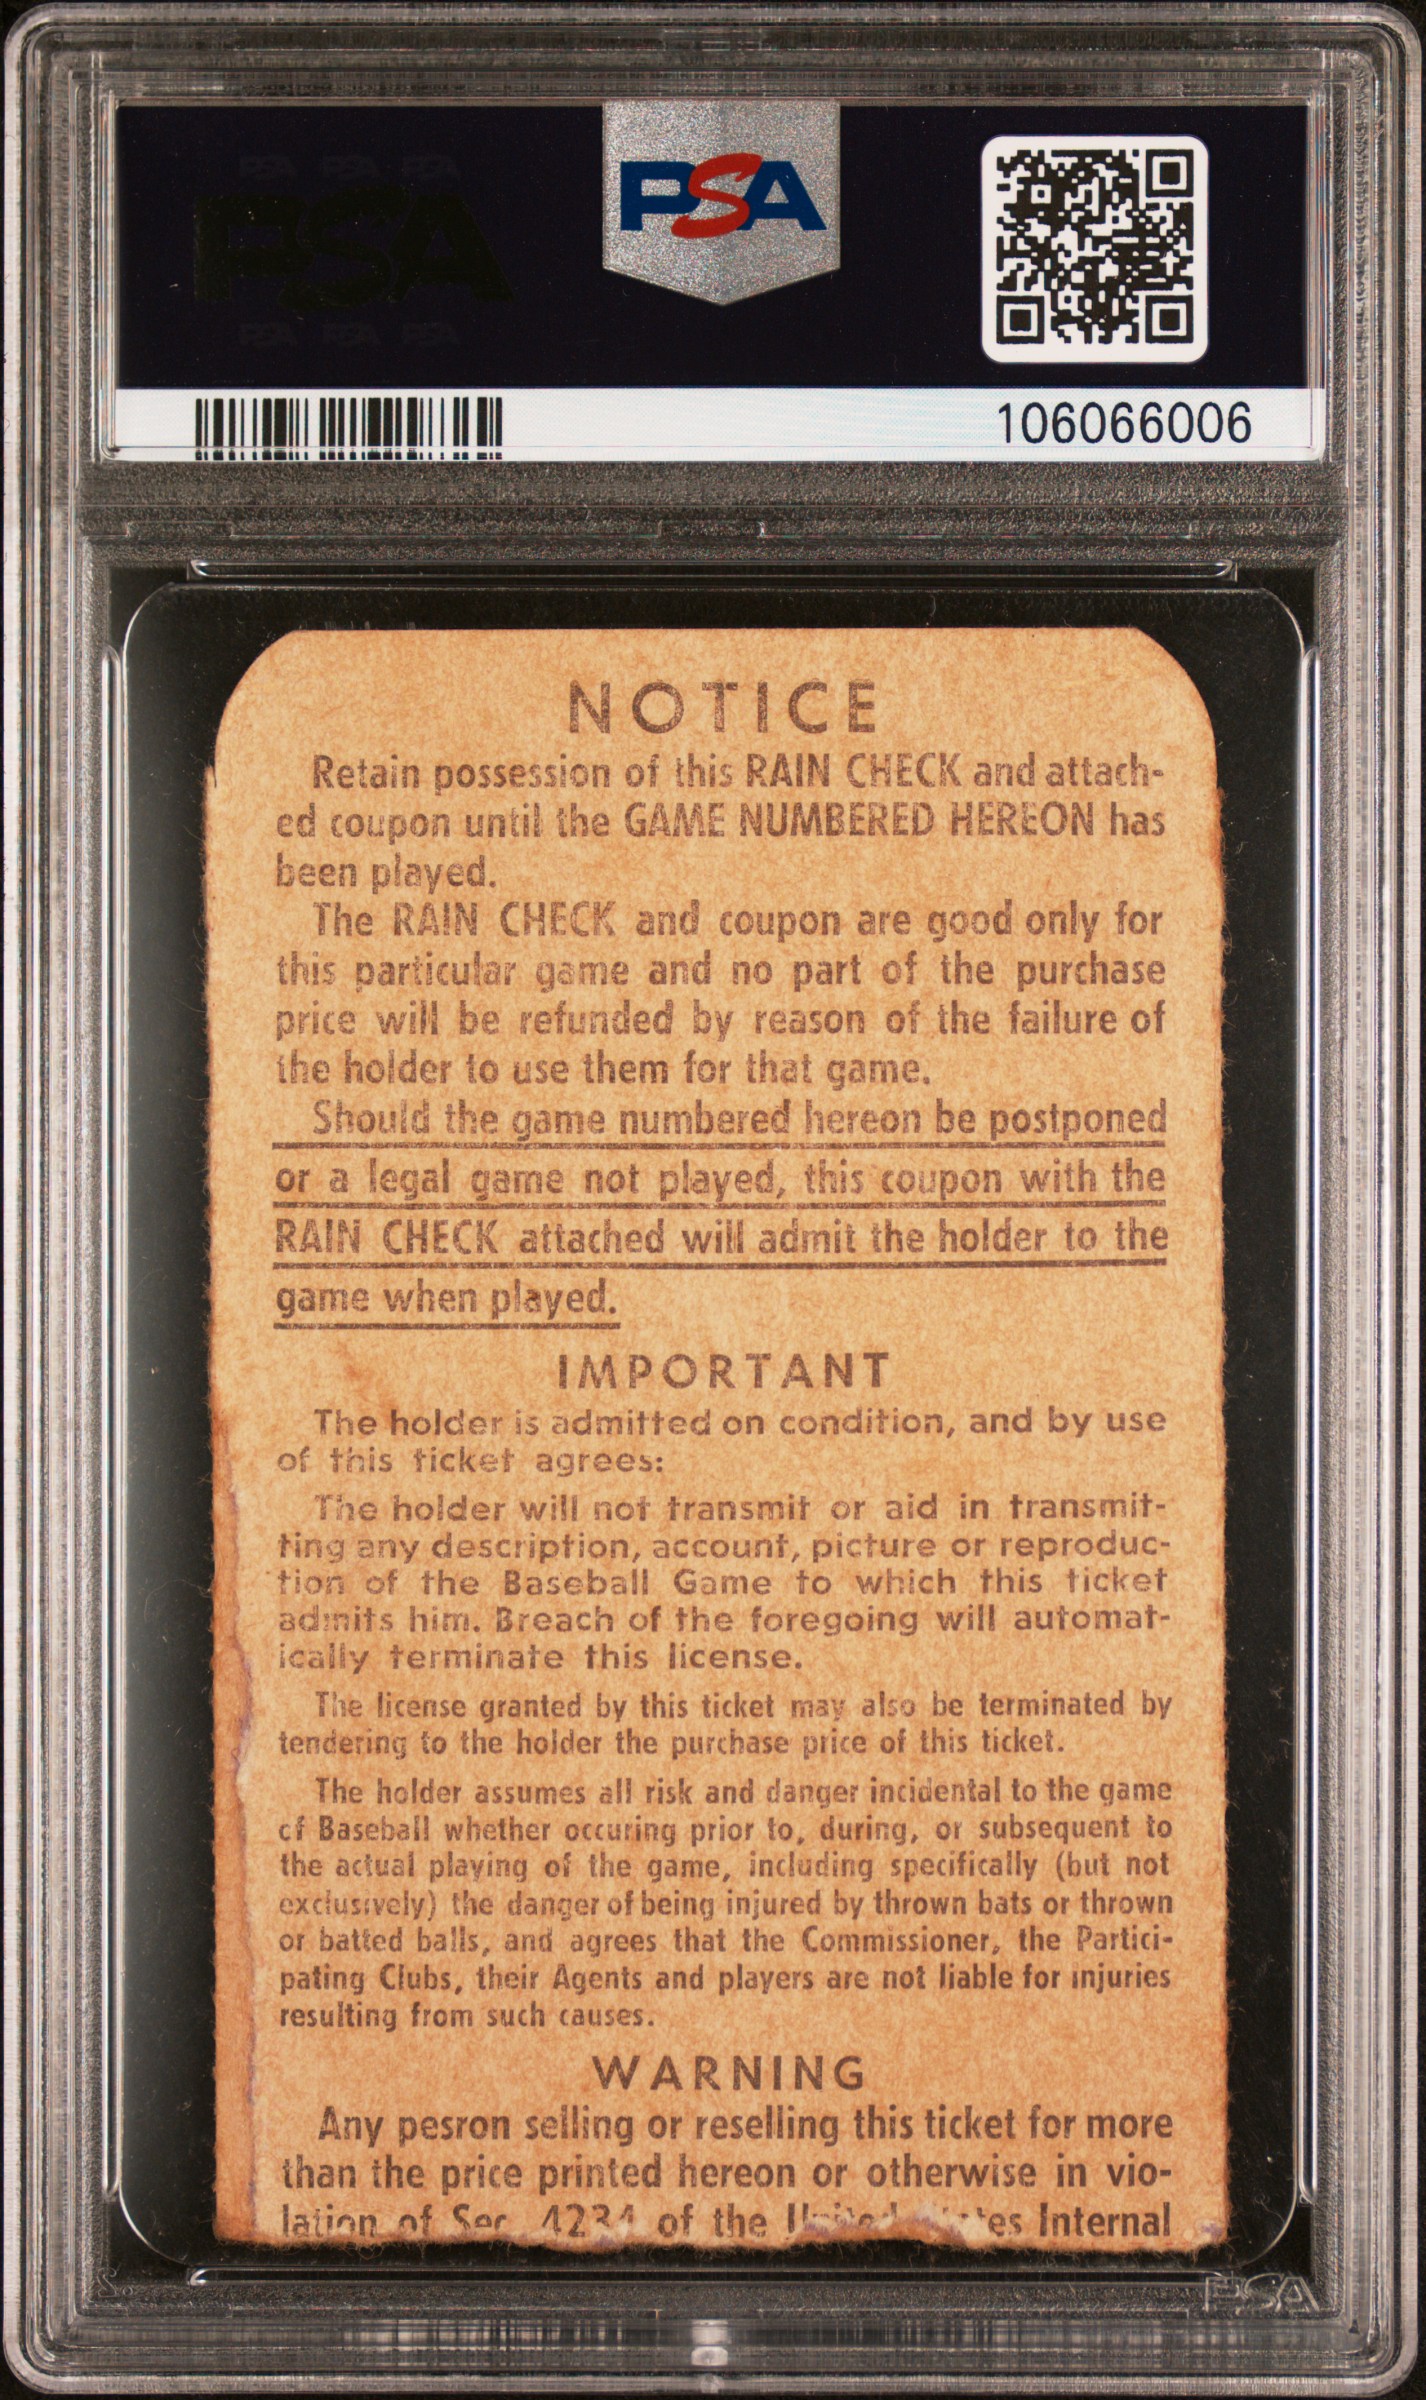 PSA
106066006
NOTICE
Retain possession of this RAIN CHECK and attach-
ed coupon until the GAME NUMBERED HEREON has
been played.
The RAIN CHECK and coupon are good only for
this particular game and no part of the purchase
price will be refunded by reason of the failure of
the holder to use them for that game.
Should the game numbered hereon be postponed
or a legal game not played, this coupon with the
RAIN CHECK attached will admit the holder to the
game when played.
IMPORTANT
The holder is admitted on condition, and by use
of this ticket agrees:
The holder will not transmit or aid in transmit-
ting any description, account, picture or reproduc-
tion of the Baseball Game to which this ticket
admits him. Breach of the foregoing will automat-
ically terminate this license.
The license granted by this ticket may also be terminated by
tendering to the holder the purchase price of this ticket.
The holder assumes all risk and danger incidental to the game
of Baseball whether occuring prior to, during, or subsequent to
the actual playing of the game, including specifically (but not
exclusively) the danger of being injured by thrown bats or thrown
or batted balls, and agrees that the Commissioner, the Partici-
pating Clubs, their Agents and players are not liable for injuries
resulting from such causes.
WARNING
Any pesron selling or reselling this ticket for more
than the price printed hereon or otherwise in vio-
lation of Sec. 4234 of the Internal
PSA